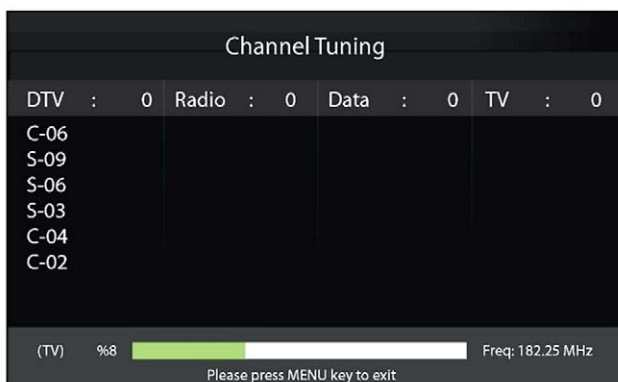 Channel Tuning
DTV : 0 Radio : 0 Data : 0 TV : 0
C-06
S-09
S-06
S-03
C-04
C-02
(TV) %8 Freq: 182.25 MHz
Please press MENU key to exit